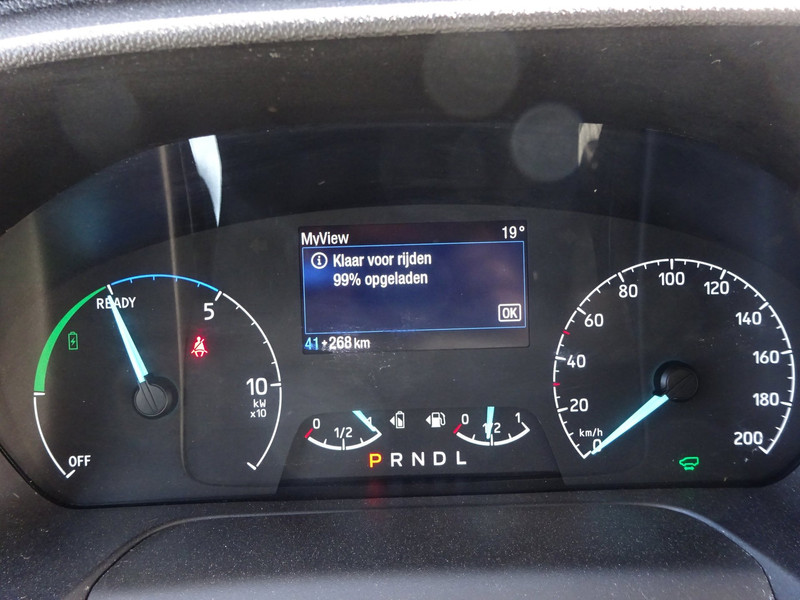 MyView 19°
Klaar voor rijden
99% opgeladen
OK
41+268 km
READY
5
10
kW
x10
OFF
0 1/2 1
0 1/2 1
P R N D L
0
20
40
60
80
100
120
140
160
180
200
km/h